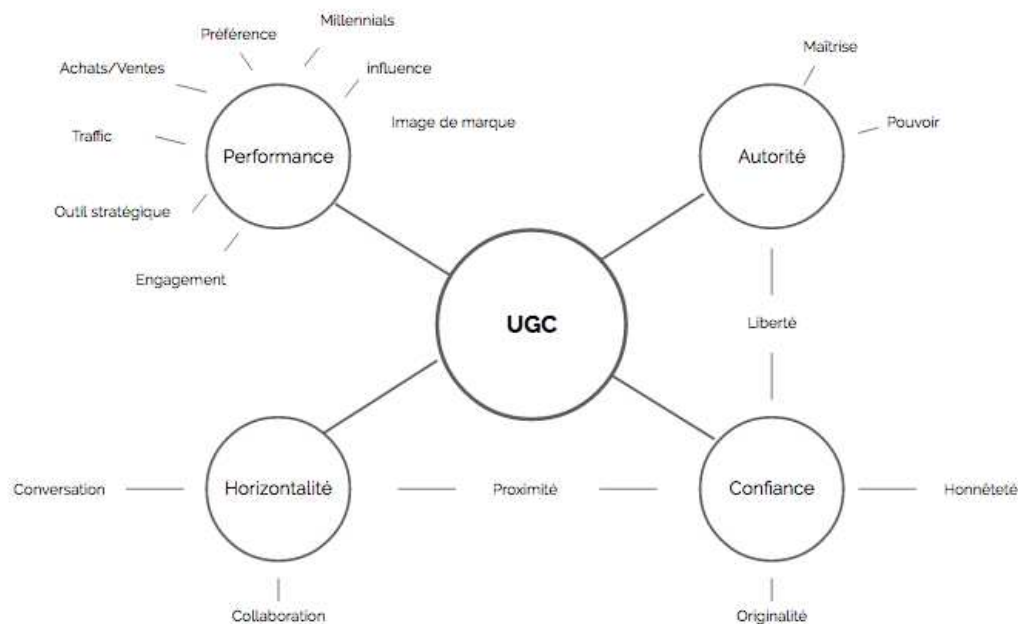 Millennials
Préférence
Maîtrise
Achats/Ventes
influence
Image de marque
Pouvoir
Traffic
Performance
Autorité
Outil stratégique
Engagement
UGC
Liberté
Conversation
Horizontalité
Proximité
Confiance
Honnêteté
Collaboration
Originalité